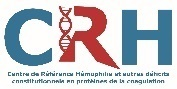 CRH
Centre de Référence Hémophilie et autres déficits
constitutionnels en protéines de la coagulation